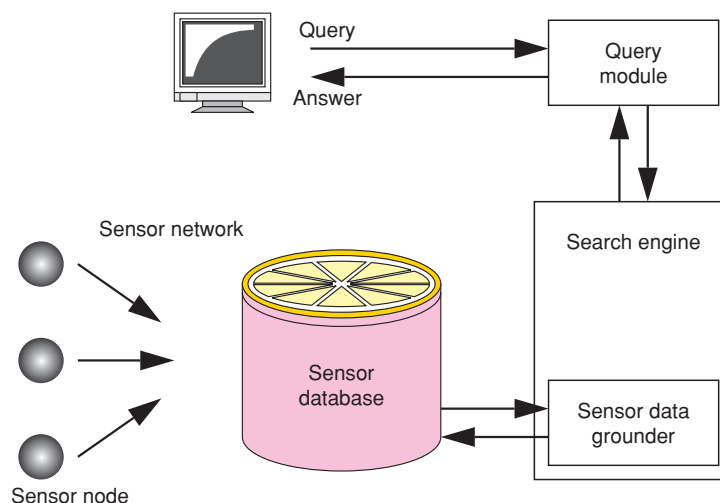 Query
Answer
Query
module
Search engine
Sensor network
Sensor
database
Sensor data
grounder
Sensor node